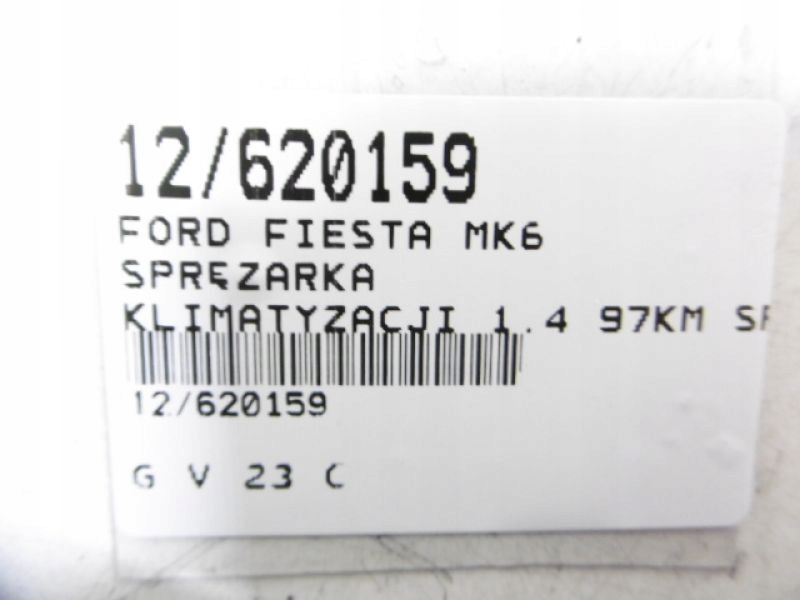 12/620159
FORD FIESTA MK6
SPRĘZARKA
KLIMATYZACJI 1.4 97KM
12/620159
G V 23 C